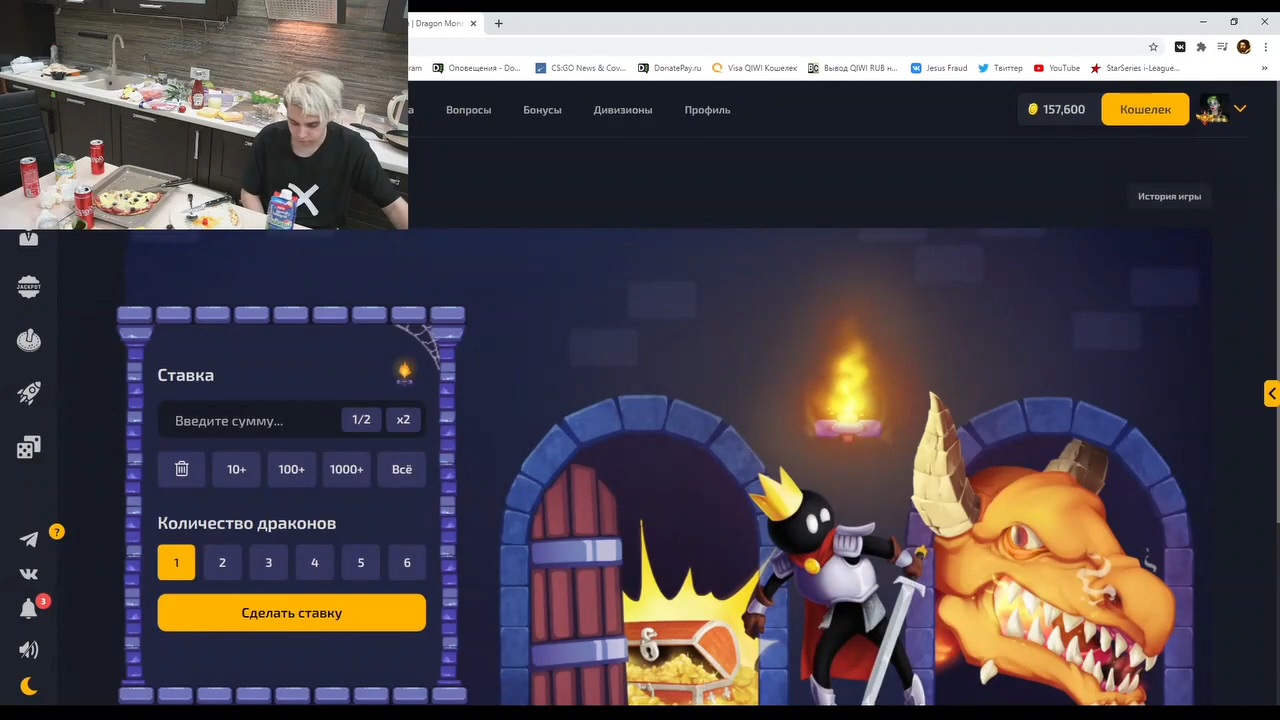 | Dragon Mon
ram
Оповещения - Do...
CS:GO News & Cov...
DonatePay.ru
Visa QIWI Кошелек
Вывод QIWI RUB н...
Jesus Fraud
Твиттер
YouTube
StarSeries i-League...
а
Вопросы
Бонусы
Дивизионы
Профиль
157,600
Кошелек
История игры
JACKPOT
Ставка
Введите сумму...
1/2
x2
10+
100+
1000+
Всё
Количество драконов
1
2
3
4
5
6
?
3
Сделать ставку